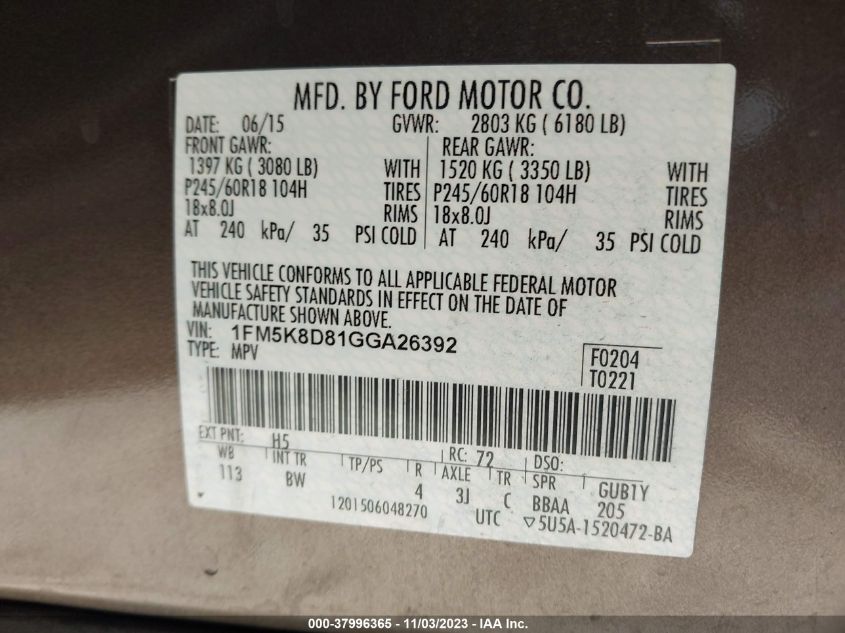 MFD. BY FORD MOTOR CO.
DATE: 06/15 GVWR: 2803 KG ( 6180 LB)
FRONT GAWR: REAR GAWR:
1397 KG ( 3080 LB) WITH 1520 KG ( 3350 LB) WITH
P245/60R18 104H TIRES P245/60R18 104H TIRES
18x8.0J RIMS 18x8.0J RIMS
AT 240 kPa/ 35 PSI COLD AT 240 kPa/ 35 PSI COLD
THIS VEHICLE CONFORMS TO ALL APPLICABLE FEDERAL MOTOR
VEHICLE SAFETY STANDARDS IN EFFECT ON THE DATE OF
MANUFACTURE SHOWN ABOVE.
VIN: 1FM5K8D81GGA26392
TYPE: MPV
F0204
T0221
EXT PNT: H5 RC: 72 DSO:
WB INT TR TP/PS R AXLE TR SPR GUB1Y
113 BW 4 3J C BBAA 205
1201506048270 UTC ▽5U5A-1520472-BA
000-37996365 - 11/03/2023 - IAA Inc.